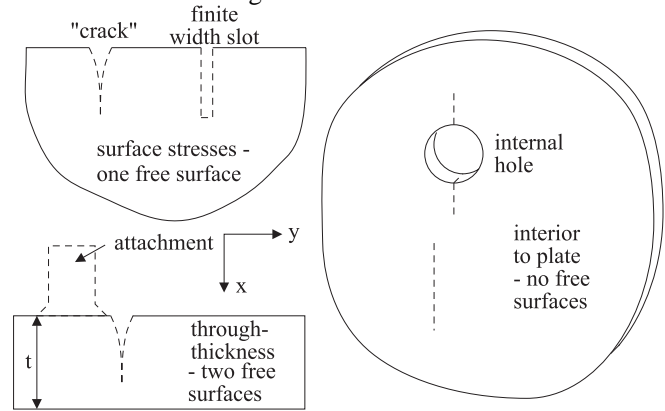 "crack"
finite
width slot
surface stresses -
one free surface
internal
hole
attachment
y
x
interior
to plate
- no free
surfaces
t
through-
thickness
- two free
surfaces